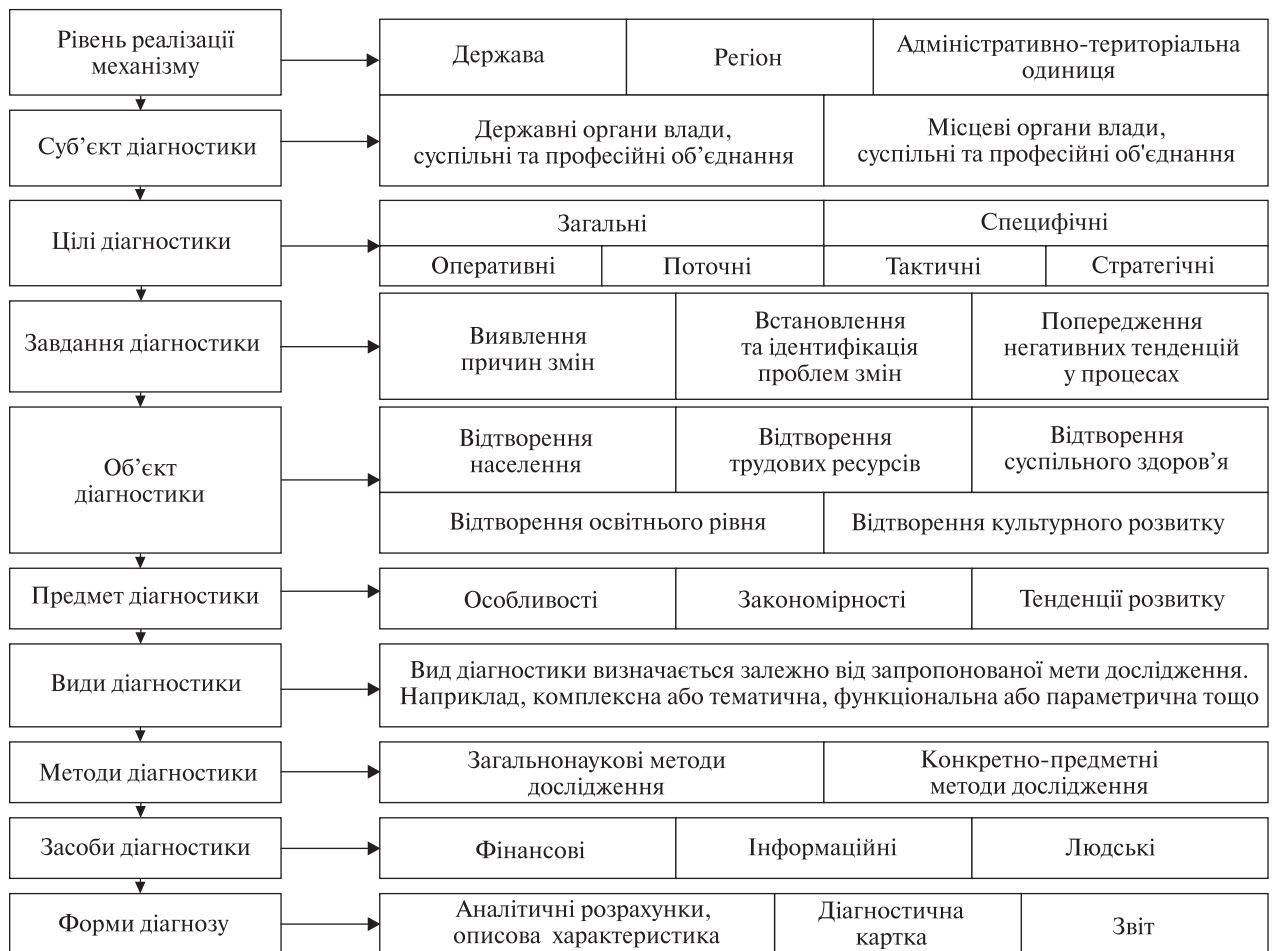 Рівень реалізації
механізму
Держава
Регіон
Адміністративно-територіальна
одиниця
Суб’єкт діагностики
Державні органи влади,
суспільні та професійні об’єднання
Місцеві органи влади,
суспільні та професійні об'єднання
Цілі діагностики
Загальні
Специфічні
Оперативні
Поточні
Тактичні
Стратегічні
Завдання діагностики
Виявлення
причин змін
Встановлення
та ідентифікація
проблем змін
Попередження
негативних тенденцій
у процесах
Об’єкт
діагностики
Відтворення
населення
Відтворення
трудових ресурсів
Відтворення
суспільного здоров’я
Відтворення освітнього рівня
Відтворення культурного розвитку
Предмет діагностики
Особливості
Закономірності
Тенденції розвитку
Види діагностики
Вид діагностики визначається залежно від запропонованої мети дослідження.
Наприклад, комплексна або тематична, функціональна або параметрична тощо
Методи діагностики
Загальнонаукові методи
дослідження
Конкретно-предметні
методи дослідження
Засоби діагностики
Фінансові
Інформаційні
Людські
Форми діагнозу
Аналітичні розрахунки,
описова характеристика
Діагностична
картка
Звіт